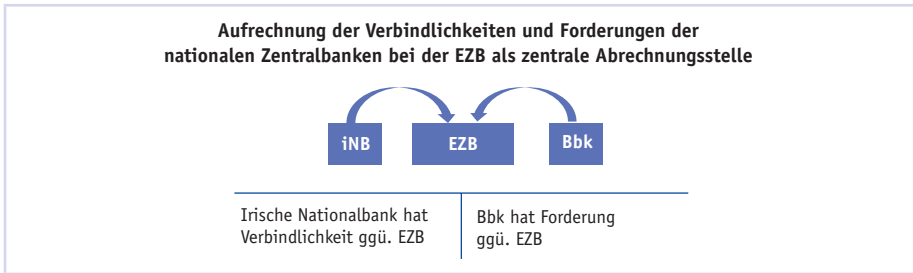 Aufrechnung der Verbindlichkeiten und Forderungen der
nationalen Zentralbanken bei der EZB als zentrale Abrechnungsstelle
iNB
EZB
Bbk
Irische Nationalbank hat
Verbindlichkeit ggü. EZB
Bbk hat Forderung
ggü. EZB